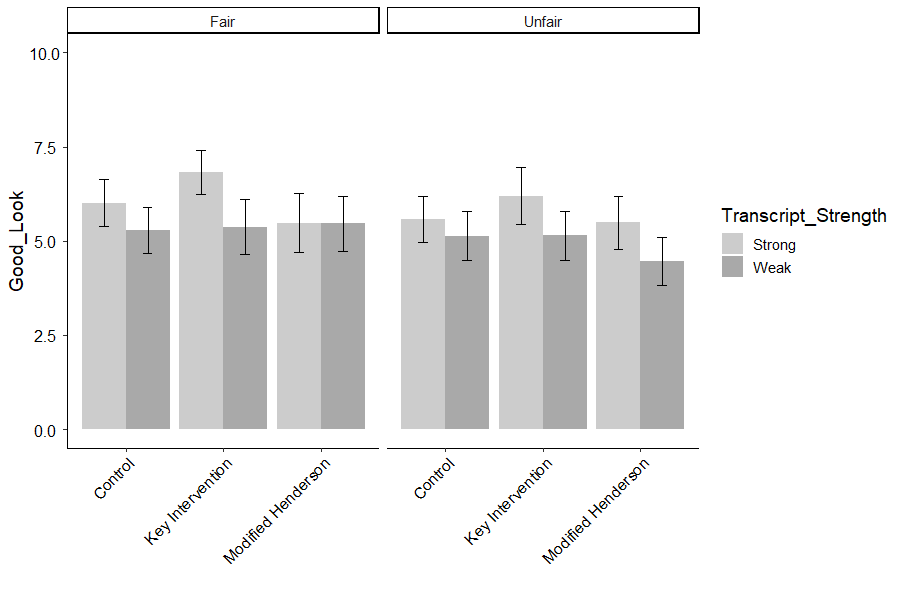 Fair
Unfair
10.0
7.5
5.0
2.5
0.0
Good_Look
Control
Key Intervention
Modified Henderson
Control
Key Intervention
Modified Henderson
Transcript_Strength
Strong
Weak